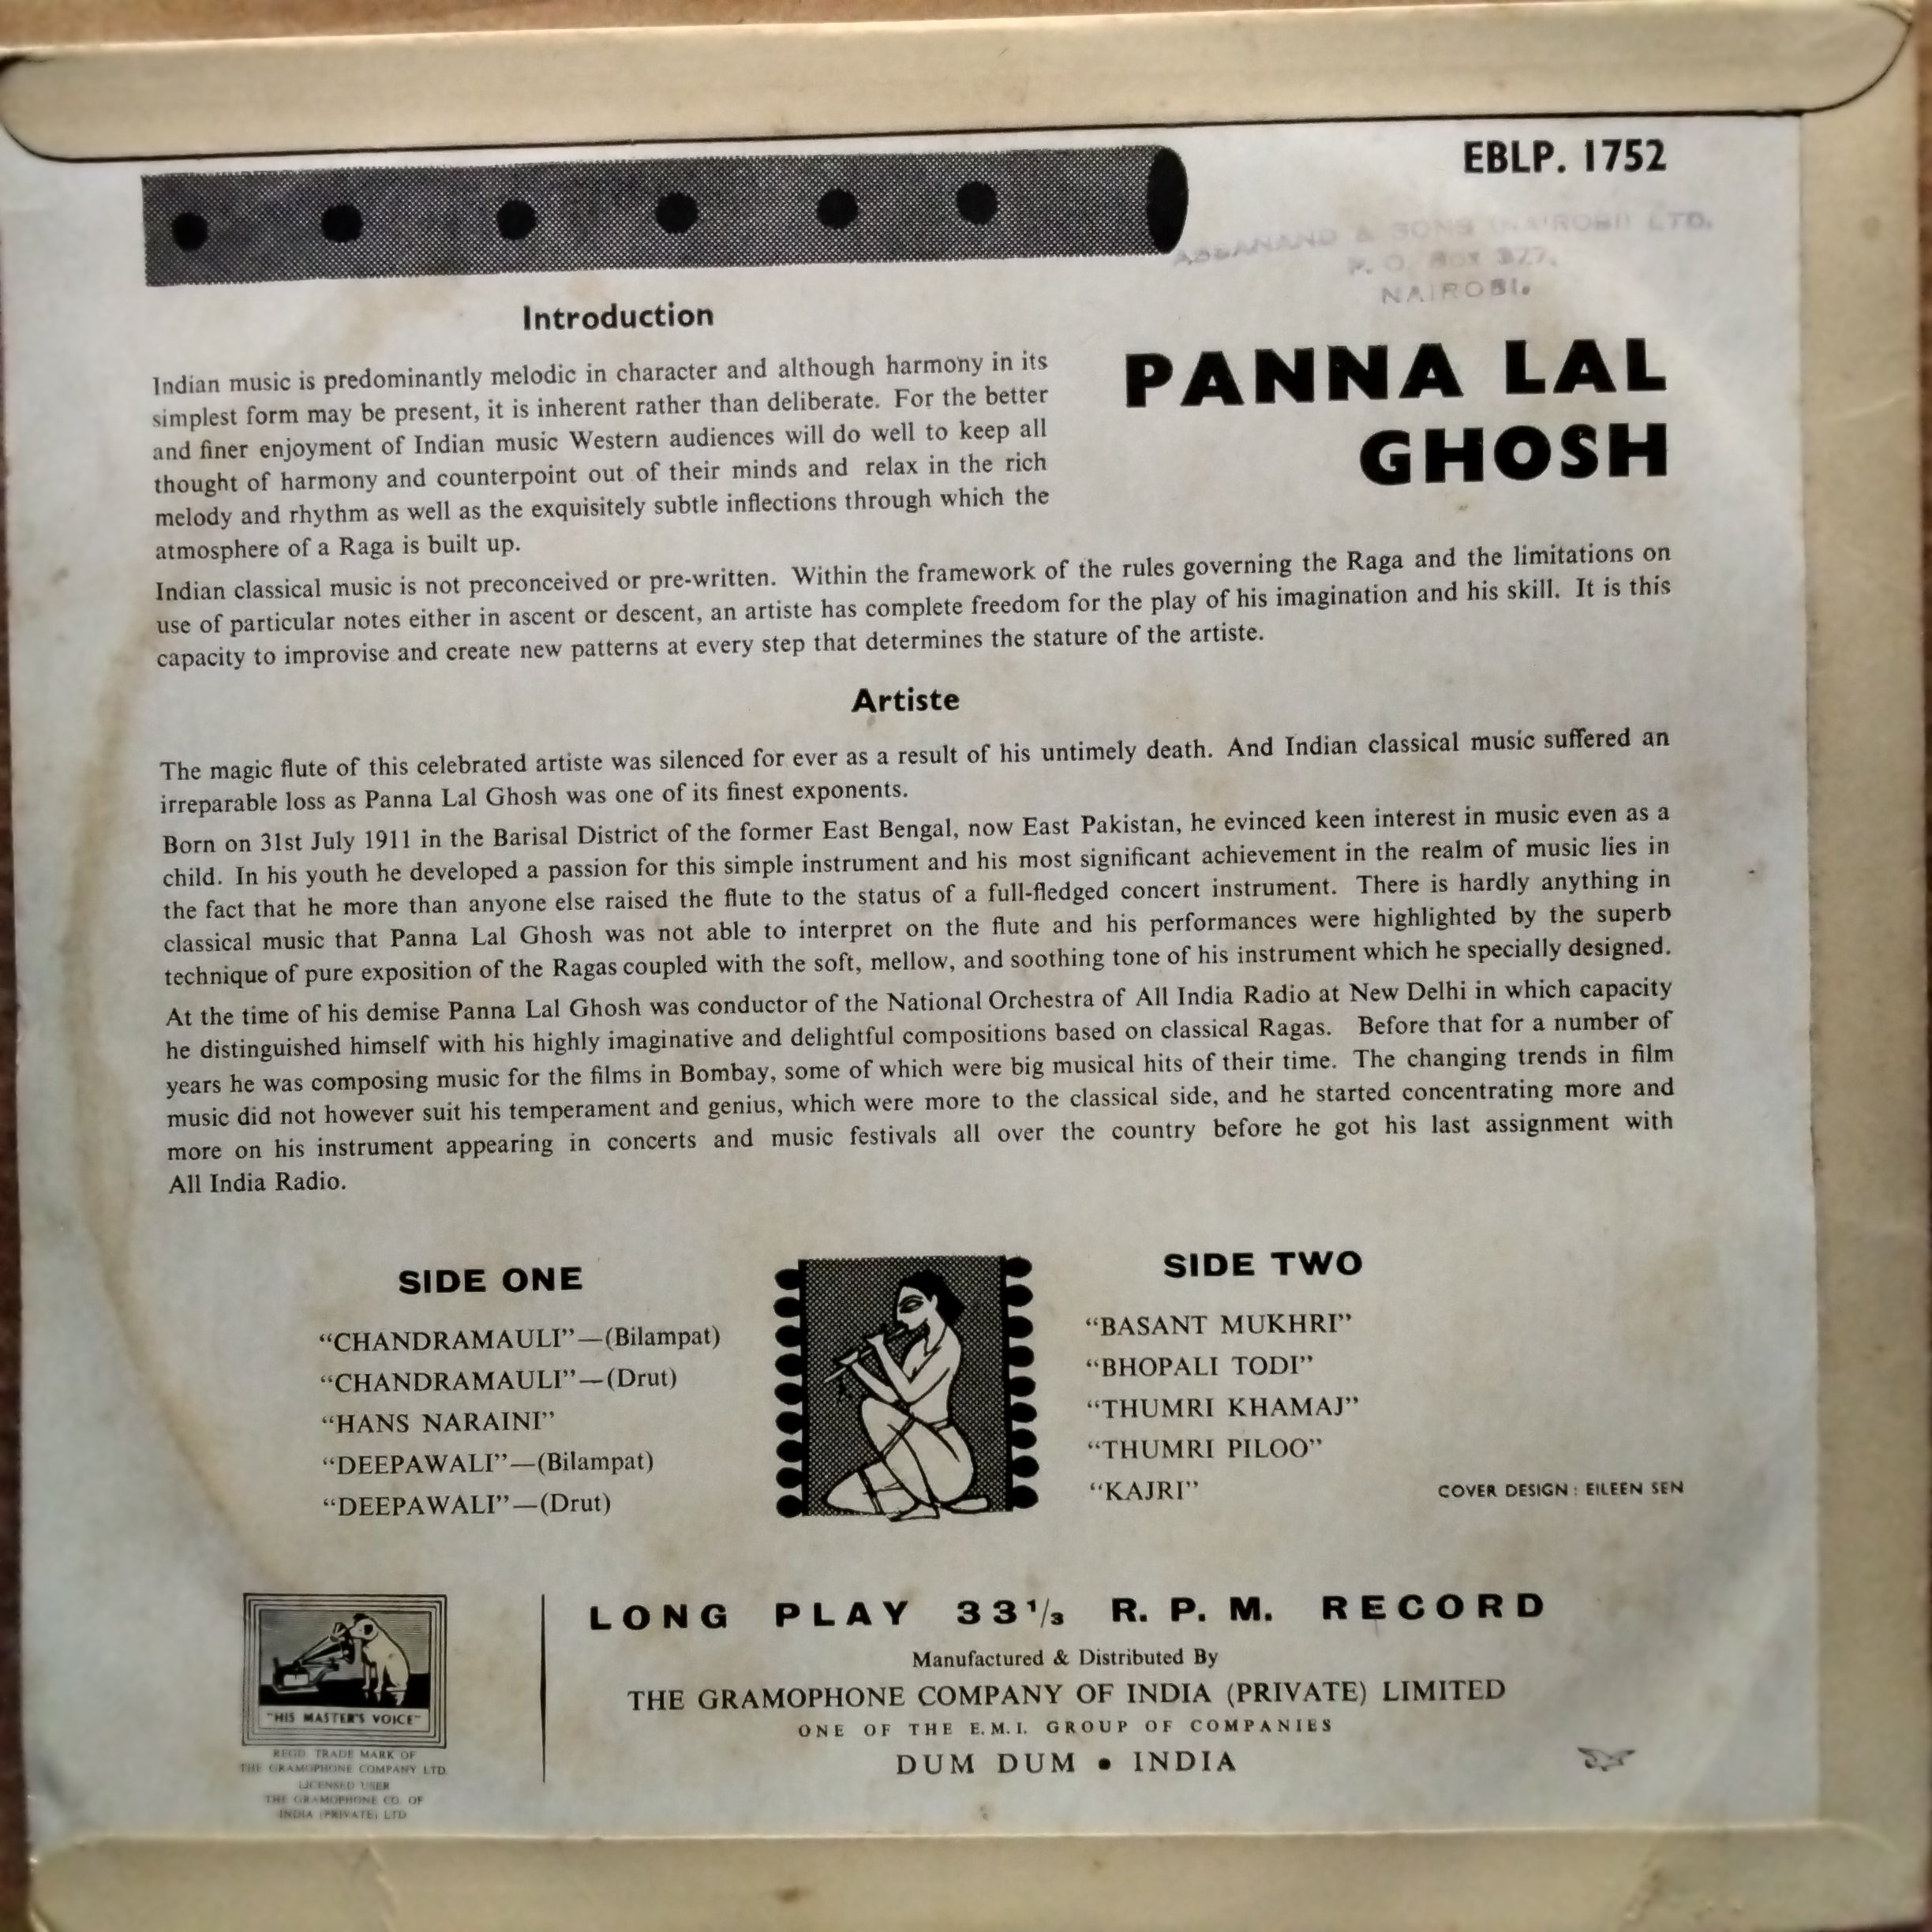 EBLP. 1752
& SONS (NAIROBI) LTD.
P. O. BOX 377.
NAIROBI.
PANNA LAL
GHOSH
Introduction
Indian music is predominantly melodic in character and although harmony in its
simplest form may be present, it is inherent rather than deliberate. For the better
and finer enjoyment of Indian music Western audiences will do well to keep all
thought of harmony and counterpoint out of their minds and relax in the rich
melody and rhythm as well as the exquisitely subtle inflections through which the
atmosphere of a Raga is built up.
Indian classical music is not preconceived or pre-written. Within the framework of the rules governing the Raga and the limitations on
use of particular notes either in ascent or descent, an artiste has complete freedom for the play of his imagination and his skill. It is this
capacity to improvise and create new patterns at every step that determines the stature of the artiste.
Artiste
The magic flute of this celebrated artiste was silenced for ever as a result of his untimely death. And Indian classical music suffered an
irreparable loss as Panna Lal Ghosh was one of its finest exponents.
Born on 31st July 1911 in the Barisal District of the former East Bengal, now East Pakistan, he evinced keen interest in music even as a
child. In his youth he developed a passion for this simple instrument and his most significant achievement in the realm of music lies in
the fact that he more than anyone else raised the flute to the status of a full-fledged concert instrument. There is hardly anything in
classical music that Panna Lal Ghosh was not able to interpret on the flute and his performances were highlighted by the superb
technique of pure exposition of the Ragas coupled with the soft, mellow, and soothing tone of his instrument which he specially designed.
At the time of his demise Panna Lal Ghosh was conductor of the National Orchestra of All India Radio at New Delhi in which capacity
he distinguished himself with his highly imaginative and delightful compositions based on classical Ragas. Before that for a number of
years he was composing music for the films in Bombay, some of which were big musical hits of their time. The changing trends in film
music did not however suit his temperament and genius, which were more to the classical side, and he started concentrating more and
more on his instrument appearing in concerts and music festivals all over the country before he got his last assignment with
All India Radio.
SIDE ONE
“CHANDRAMAULI”—(Bilampat)
“CHANDRAMAULI”—(Drut)
“HANS NARAINI”
“DEEPAWALI”—(Bilampat)
“DEEPAWALI”—(Drut)
SIDE TWO
“BASANT MUKHRI”
“BHOPALI TODI”
“THUMRI KHAMAJ”
“THUMRI PILOO”
“KAJRI”
COVER DESIGN : EILEEN SEN
"HIS MASTER'S VOICE"
REGD. TRADE MARK OF
THE GRAMOPHONE COMPANY LTD
LICENSED USER
THE GRAMOPHONE CO. OF
INDIA (PRIVATE) LTD
LONG PLAY 33⅓ R. P. M. RECORD
Manufactured & Distributed By
THE GRAMOPHONE COMPANY OF INDIA (PRIVATE) LIMITED
ONE OF THE E.M.I. GROUP OF COMPANIES
DUM DUM • INDIA